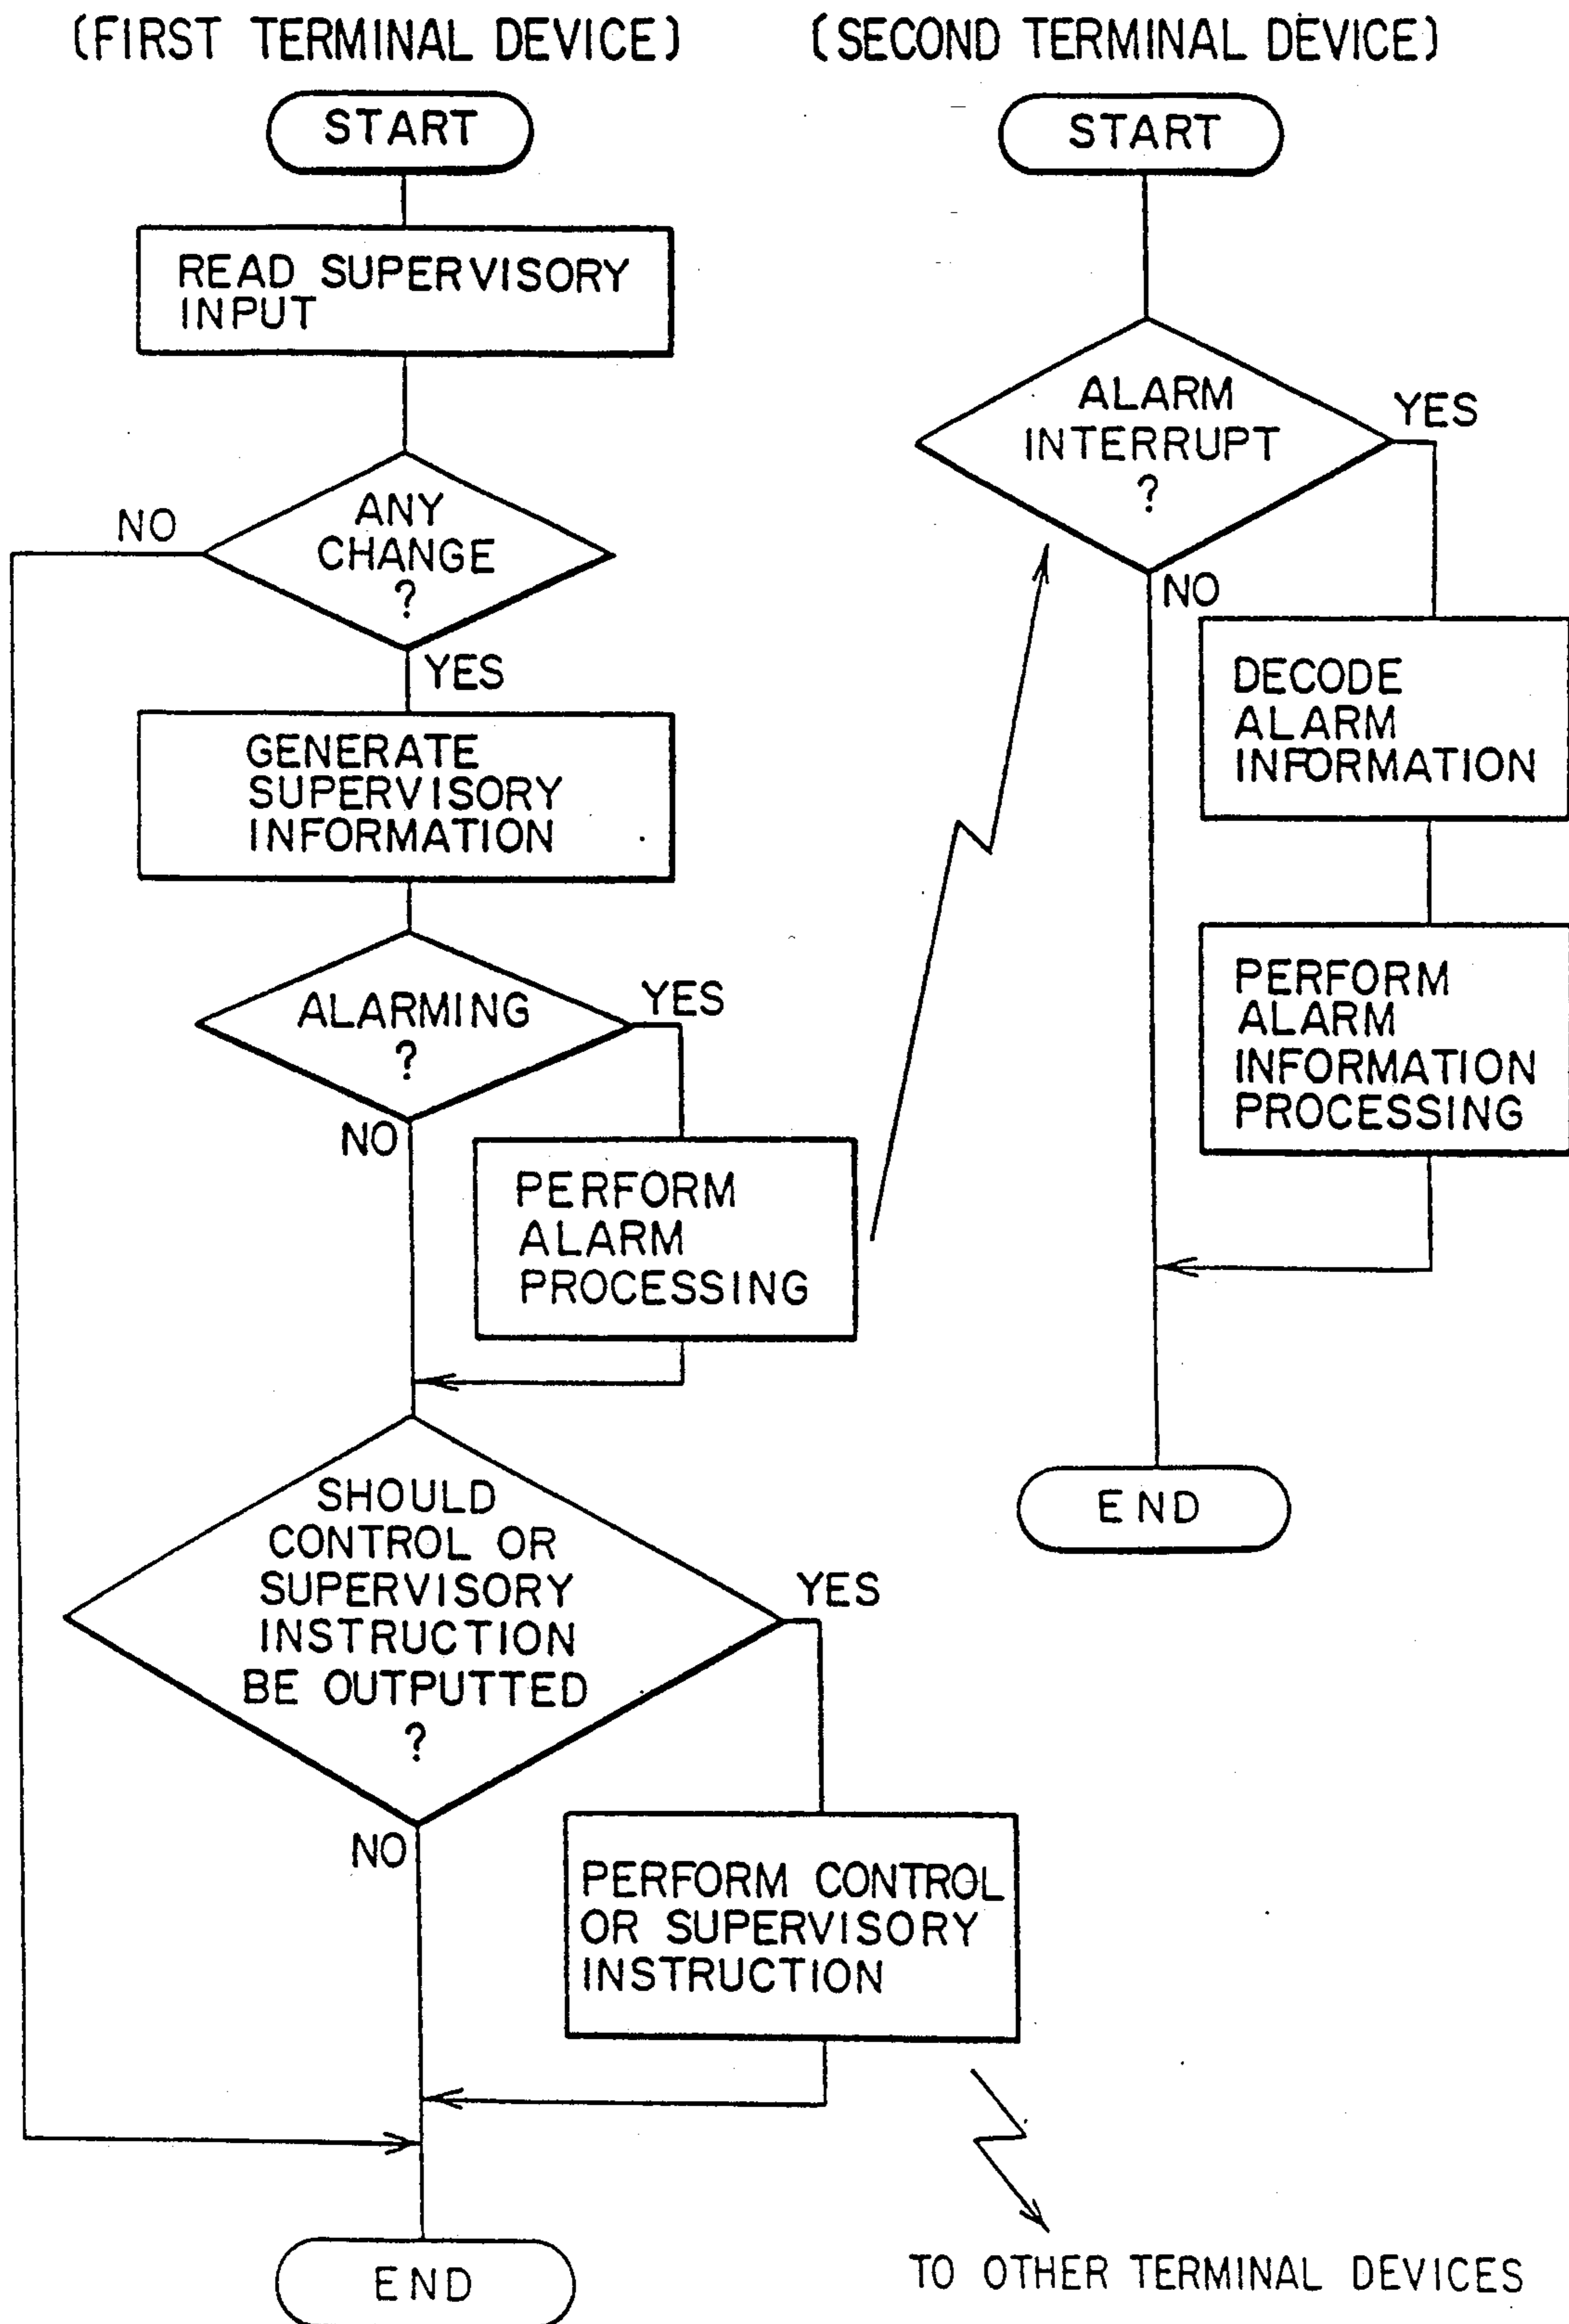 (FIRST TERMINAL DEVICE)
START
READ SUPERVISORY
INPUT
ANY
CHANGE
?
NO
YES
GENERATE
SUPERVISORY
INFORMATION
ALARMING
?
YES
NO
PERFORM
ALARM
PROCESSING
SHOULD
CONTROL OR
SUPERVISORY
INSTRUCTION
BE OUTPUTTED
?
YES
NO
PERFORM CONTROL
OR SUPERVISORY
INSTRUCTION
TO OTHER TERMINAL DEVICES
END
(SECOND TERMINAL DEVICE)
START
ALARM
INTERRUPT
?
YES
NO
DECODE
ALARM
INFORMATION
PERFORM
ALARM
INFORMATION
PROCESSING
END